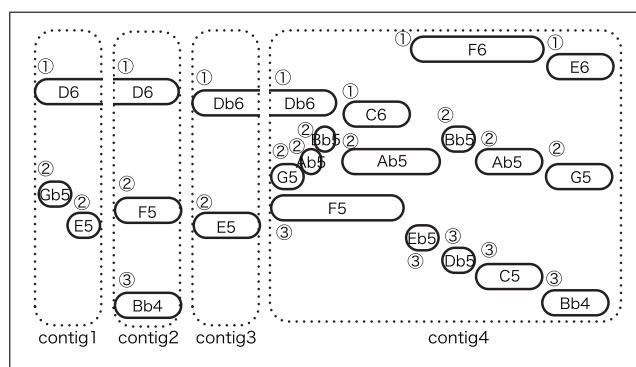 ① F6 ① E6
① D6 ① D6 ① Db6 ① Db6 ① C6
② Bb5 ② Bb5
② Ab5 ② Ab5 ② Ab5
② G5 ② G5
② Gb5 ② F5 F5 ③
② E5 ② E5
Eb5 ③
③ Db5
③ C5
③ Bb4 ③ Bb4
contig1 contig2 contig3 contig4